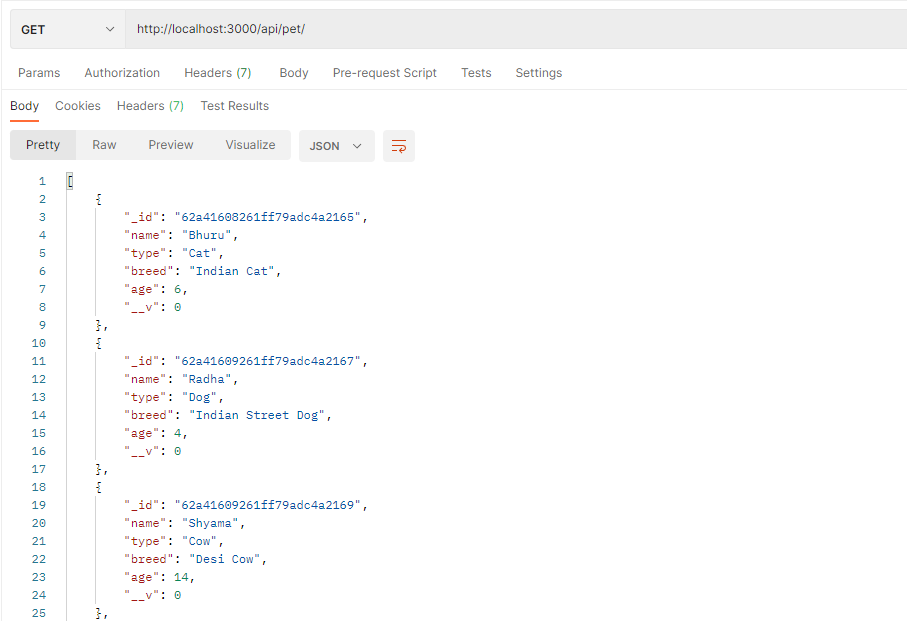 GET http://localhost:3000/api/pet/
Params Authorization Headers (7) Body Pre-request Script Tests Settings
Body Cookies Headers (7) Test Results
Pretty Raw Preview Visualize JSON
1 [
2 {
3 "_id": "62a41608261ff79adc4a2165",
4 "name": "Bhuru",
5 "type": "Cat",
6 "breed": "Indian Cat",
7 "age": 6,
8 "__v": 0
9 },
10 {
11 "_id": "62a41609261ff79adc4a2167",
12 "name": "Radha",
13 "type": "Dog",
14 "breed": "Indian Street Dog",
15 "age": 4,
16 "__v": 0
17 },
18 {
19 "_id": "62a41609261ff79adc4a2169",
20 "name": "Shyama",
21 "type": "Cow",
22 "breed": "Desi Cow",
23 "age": 14,
24 "__v": 0
25 },